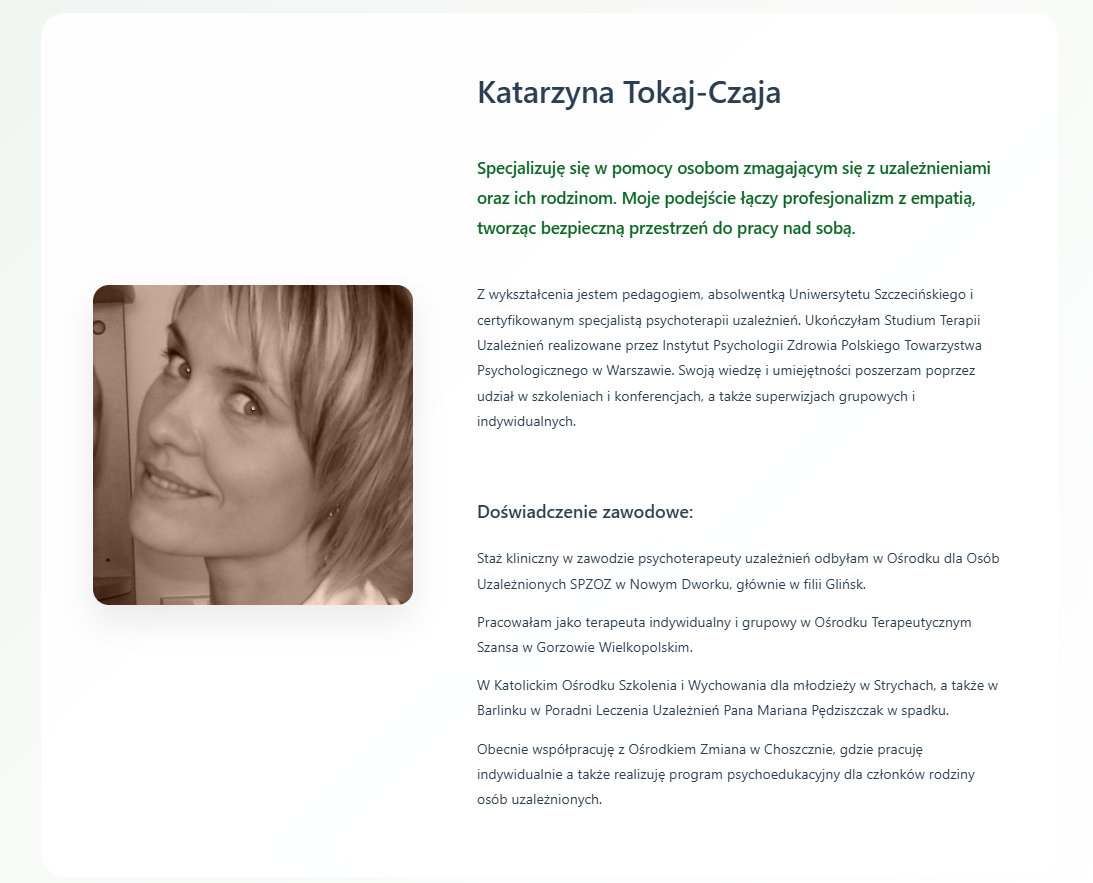 Katarzyna Tokaj-Czaja
Specjalizuję się w pomocy osobom zmagającym się z uzależnieniami
oraz ich rodzinom. Moje podejście łączy profesjonalizm z empatią,
tworząc bezpieczną przestrzeń do pracy nad sobą.
Z wykształcenia jestem pedagogiem, absolwentką Uniwersytetu Szczecińskiego i
certyfikowanym specjalistą psychoterapii uzależnień. Ukończyłam Studium Terapii
Uzależnień realizowane przez Instytut Psychologii Zdrowia Polskiego Towarzystwa
Psychologicznego w Warszawie. Swoją wiedzę i umiejętności poszerzam poprzez
udział w szkoleniach i konferencjach, a także superwizjach grupowych i
indywidualnych.
Doświadczenie zawodowe:
Staż kliniczny w zawodzie psychoterapeuty uzależnień odbyłam w Ośrodku dla Osób
Uzależnionych SPZOZ w Nowym Dworku, głównie w filii Glińsk.
Pracowałam jako terapeuta indywidualny i grupowy w Ośrodku Terapeutycznym
Szansa w Gorzowie Wielkopolskim.
W Katolickim Ośrodku Szkolenia i Wychowania dla młodzieży w Strychach, a także w
Barlinku w Poradni Leczenia Uzależnień Pana Mariana Pędziszczak w spadku.
Obecnie współpracuję z Ośrodkiem Zmiana w Choszcznie, gdzie pracuję
indywidualnie a także realizuję program psychoedukacyjny dla członków rodziny
osób uzależnionych.